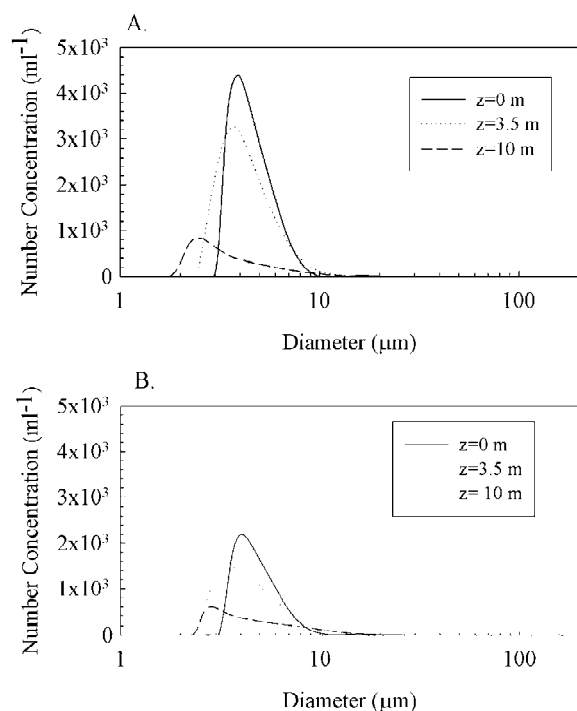 A.
5x10³
4x10³
3x10³
2x10³
1x10³
0
1
10
100
Number Concentration (ml⁻¹)
Diameter (μm)
z=0 m
z=3.5 m
z=10 m
B.
5x10³
4x10³
3x10³
2x10³
1x10³
0
1
10
100
Number Concentration (ml⁻¹)
Diameter (μm)
z=0 m
z=3.5 m
z= 10 m